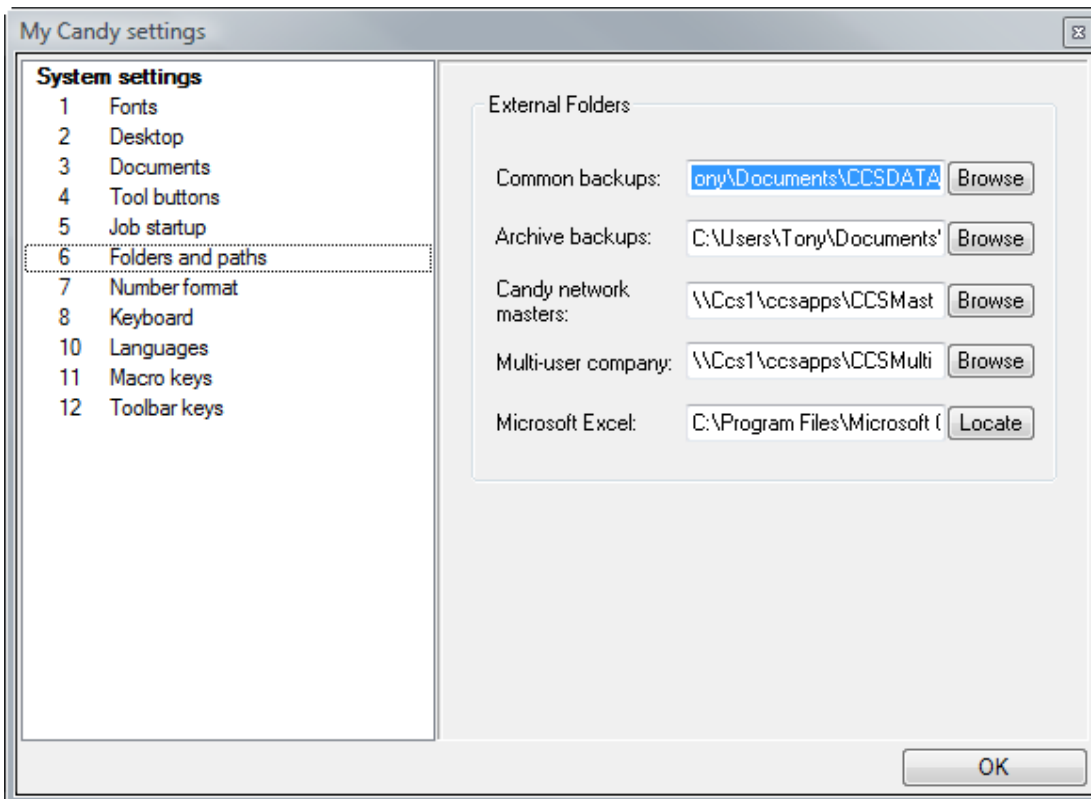 My Candy settings
System settings
1 Fonts
2 Desktop
3 Documents
4 Tool buttons
5 Job startup
6 Folders and paths
7 Number format
8 Keyboard
10 Languages
11 Macro keys
12 Toolbar keys
External Folders
Common backups: ony\Documents\CCSDATA Browse
Archive backups: C:\Users\Tony\Documents' Browse
Candy network
masters: \\Ccs1\ccsapps\CCSMast Browse
Multi-user company: \\Ccs1\ccsapps\CCSMulti Browse
Microsoft Excel: C:\Program Files\Microsoft ( Locate
OK